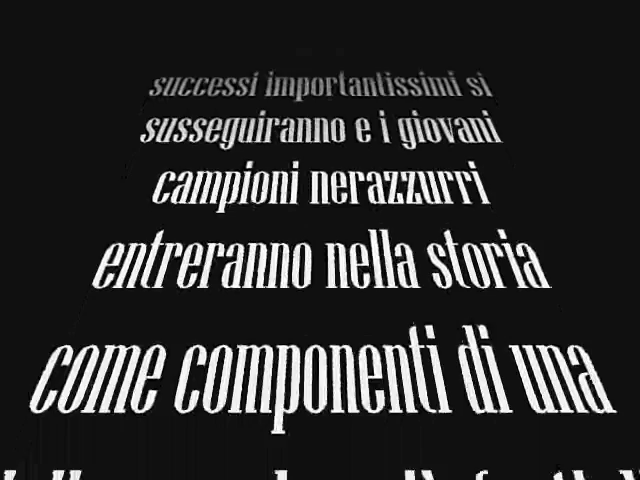 successi importantissimi si
susseguiranno e i giovani
campioni nerazzurri
entreranno nella storia
come componenti di una